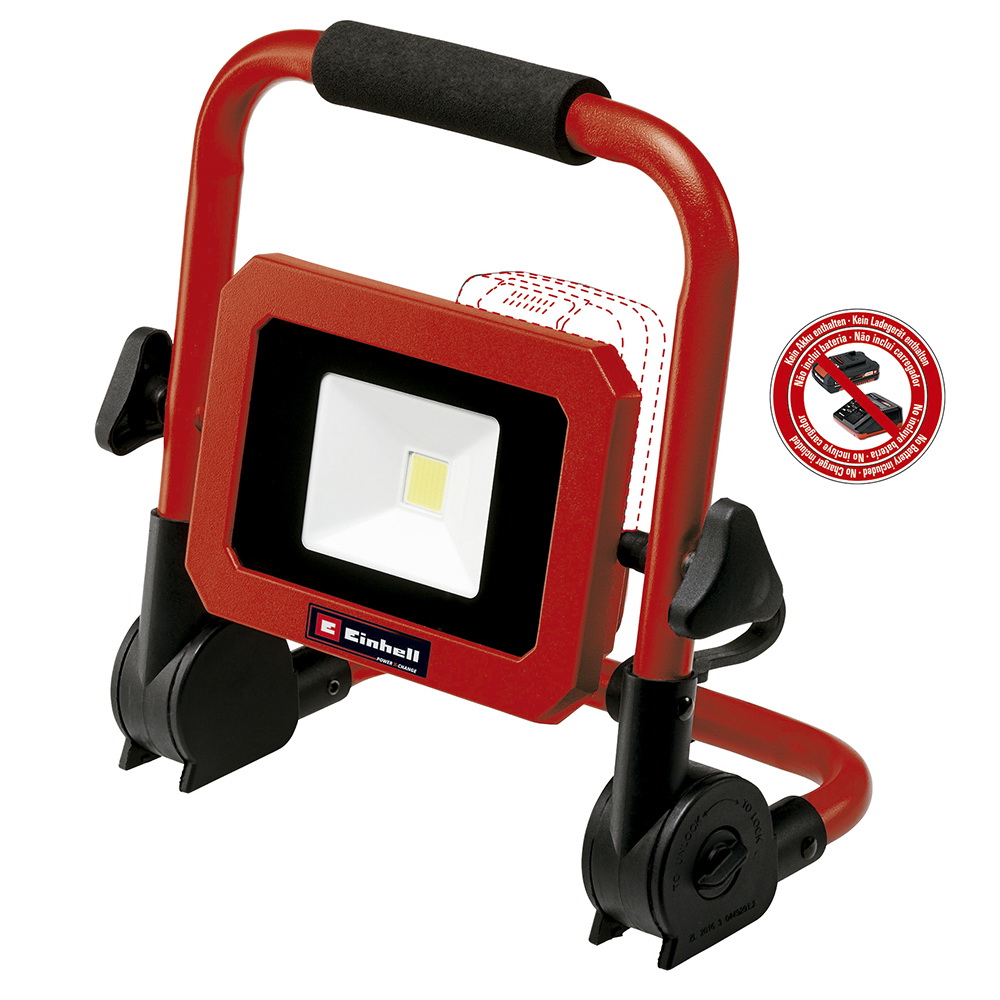 Kein Akku enthalten · Kein Ladegerät enthalten
Não inclui bateria · Não inclui carregador
No incluye batería · No incluye cargador
No Battery included · No Charger included
Einhell
POWER X-CHANGE
TO UNLOCK
TO LOCK